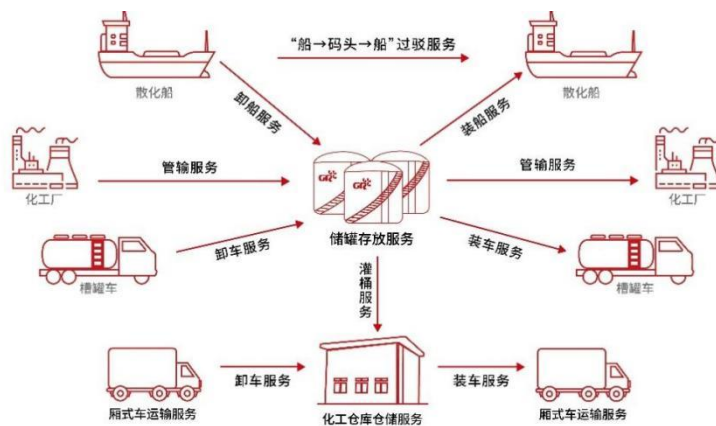 “船→码头→船”过驳服务
散化船
散化船
卸船服务
装船服务
管输服务
管输服务
化工厂
化工厂
储罐存放服务
卸车服务
装车服务
槽罐车
槽罐车
灌桶服务
卸车服务
装车服务
厢式车运输服务
化工仓库仓储服务
厢式车运输服务